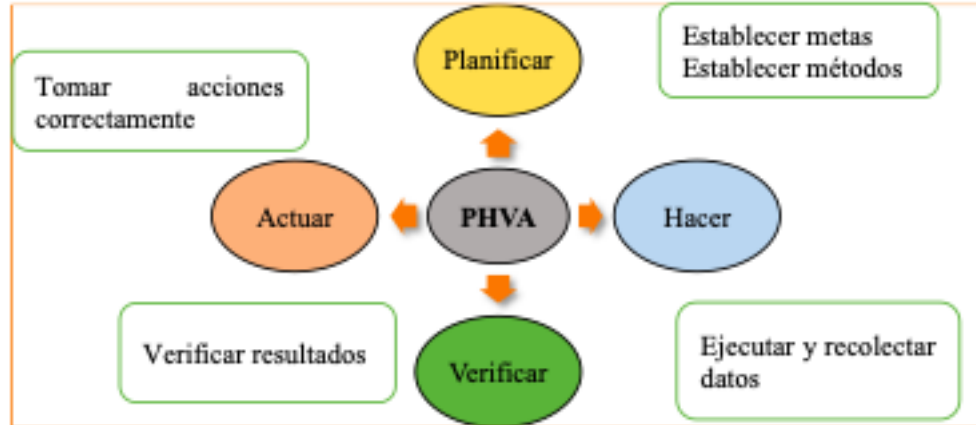 Planificar
Establecer metas
Establecer métodos
Tomar acciones
correctamente
Actuar
PHVA
Hacer
Verificar resultados
Verificar
Ejecutar y recolectar
datos